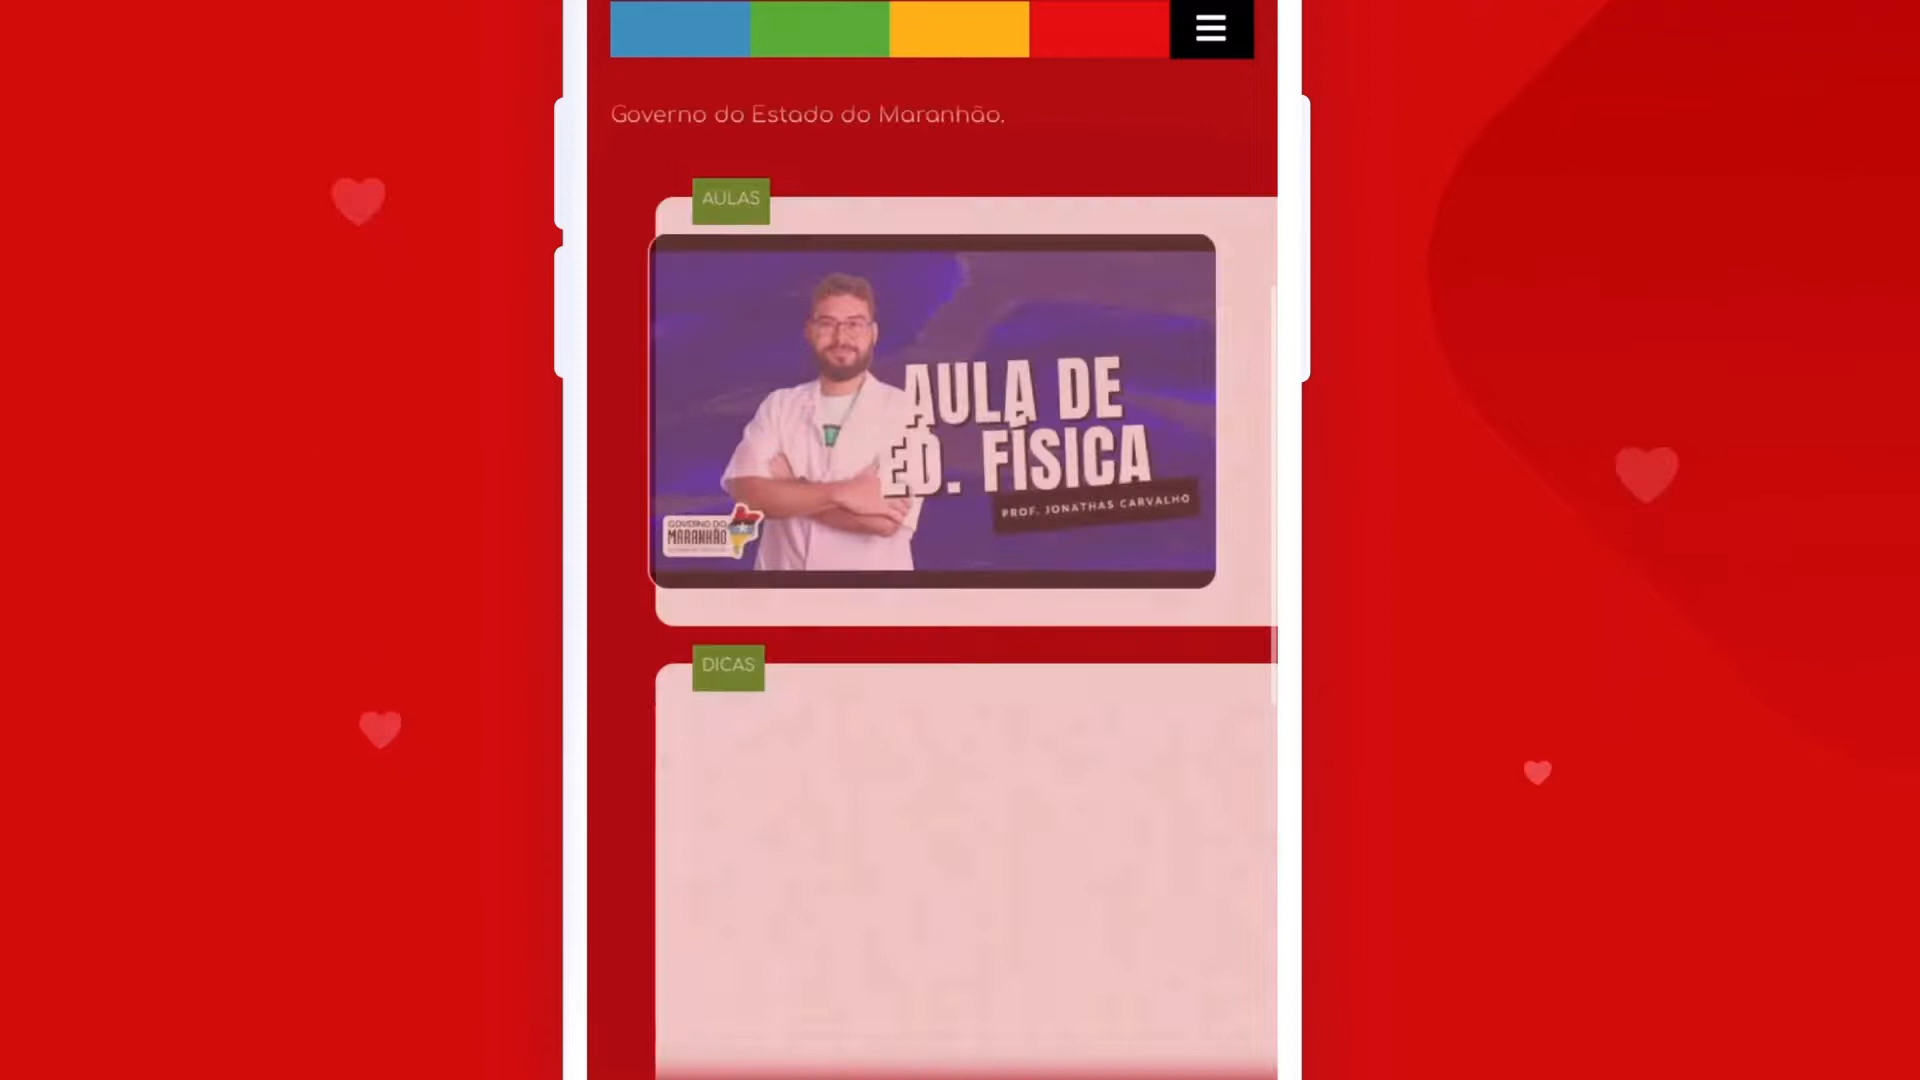 Governo do Estado do Maranhão.
AULAS
AULA DE
ED. FÍSICA
PROF. JONATHAS CARVALHO
GOVERNO DO
MARANHÃO
DICAS